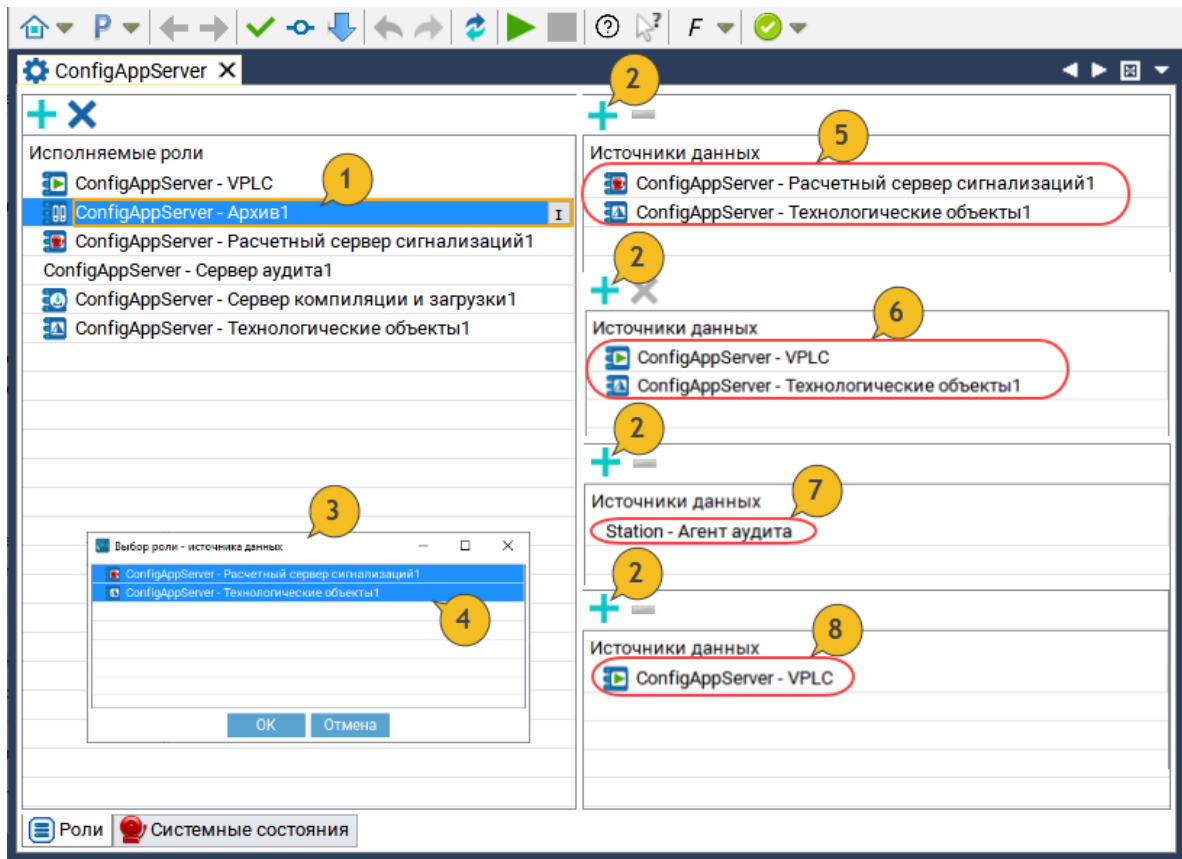 P
?
?
F
ConfigAppServer
2
Исполняемые роли
ConfigAppServer - VPLC
1
ConfigAppServer - Архив1
I
ConfigAppServer - Расчетный сервер сигнализаций1
ConfigAppServer - Сервер аудита1
ConfigAppServer - Сервер компиляции и загрузки1
ConfigAppServer - Технологические объекты1
5
Источники данных
ConfigAppServer - Расчетный сервер сигнализаций1
ConfigAppServer - Технологические объекты1
2
6
Источники данных
ConfigAppServer - VPLC
ConfigAppServer - Технологические объекты1
2
7
Источники данных
Station - Агент аудита
2
8
Источники данных
ConfigAppServer - VPLC
3
Выбор роли - источника данных
ConfigAppServer - Расчетный сервер сигнализаций1
ConfigAppServer - Технологические объекты1
4
OK
Отмена
Роли
Системные состояния